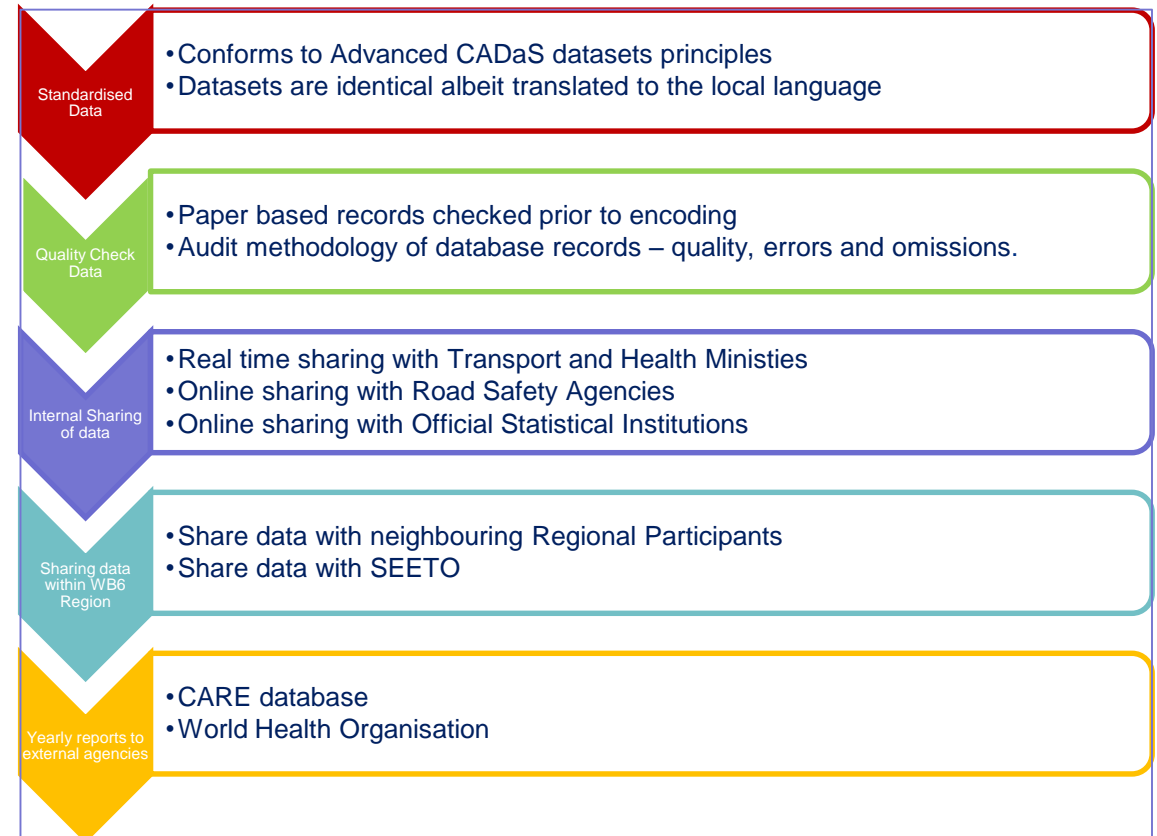 Standardised
Data
•Conforms to Advanced CADaS datasets principles
•Datasets are identical albeit translated to the local language
Quality Check
Data
•Paper based records checked prior to encoding
•Audit methodology of database records – quality, errors and omissions.
Internal Sharing
of data
•Real time sharing with Transport and Health Ministies
•Online sharing with Road Safety Agencies
•Online sharing with Official Statistical Institutions
Sharing data
within WB6
Region
•Share data with neighbouring Regional Participants
•Share data with SEETO
Yearly reports to
external agencies
•CARE database
•World Health Organisation